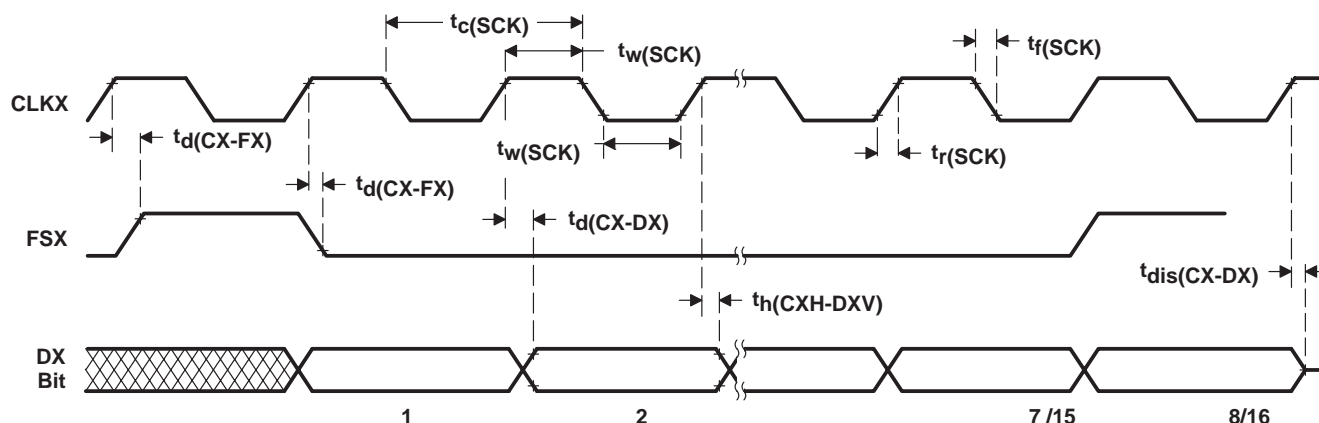 tc(SCK)
tw(SCK)
tf(SCK)
CLKX
td(CX-FX)
tw(SCK)
tr(SCK)
td(CX-FX)
td(CX-DX)
FSX
tdis(CX-DX)
th(CXH-DXV)
DX
Bit
1 2 7 /15 8/16